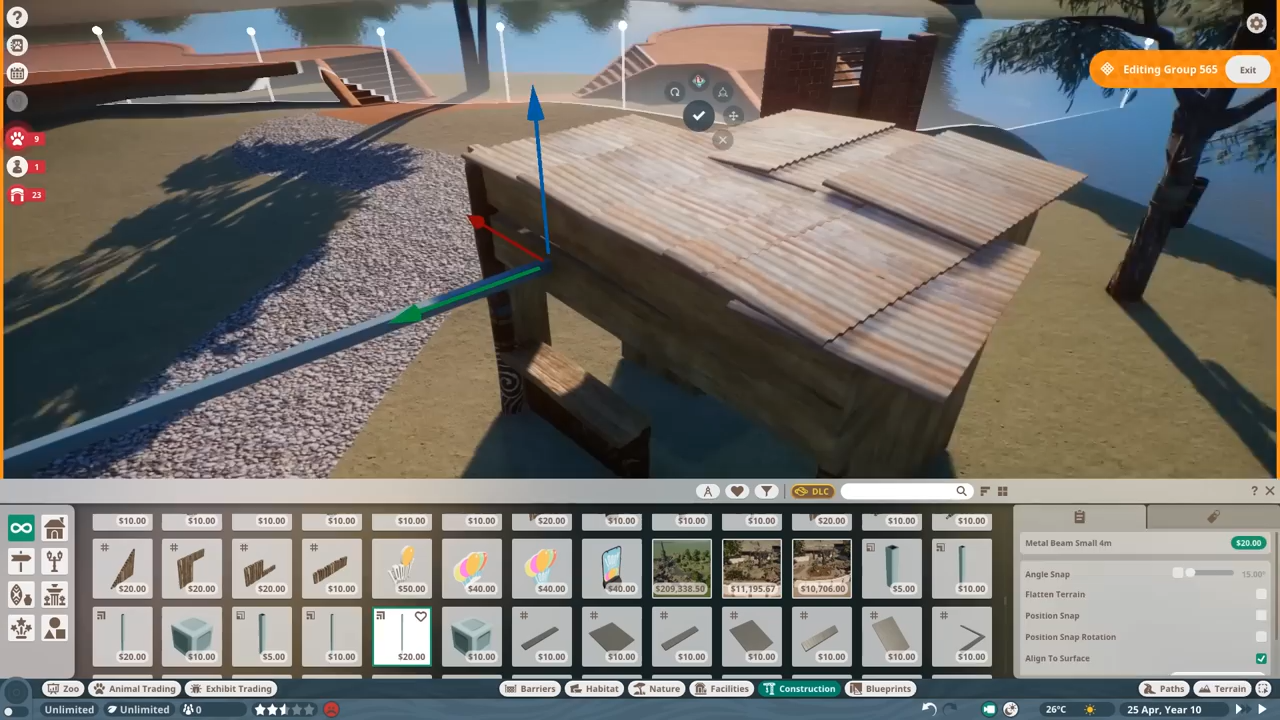 ?
Editing Group 565
Exit
9
1
23
DLC
?
$10.00 $10.00 $10.00 $10.00 $10.00 $10.00 $20.00 $10.00 $10.00 $10.00 $20.00 $10.00 $10.00
$20.00 $20.00 $20.00 $10.00 $50.00 $40.00 $40.00 $40.00 $209,338.50 $11,195.67 $10,706.00 $5.00 $10.00
$20.00 $10.00 $5.00 $10.00 $20.00 $10.00 $10.00 $10.00 $10.00 $10.00 $10.00 $10.00 $10.00
Metal Beam Small 4m $20.00
Angle Snap 15.00°
Flatten Terrain
Position Snap
Position Snap Rotation
Align To Surface
Zoo Animal Trading Exhibit Trading Barriers Habitat Nature Facilities Construction Blueprints Paths Terrain
Unlimited Unlimited 0 26°C 25 Apr, Year 10